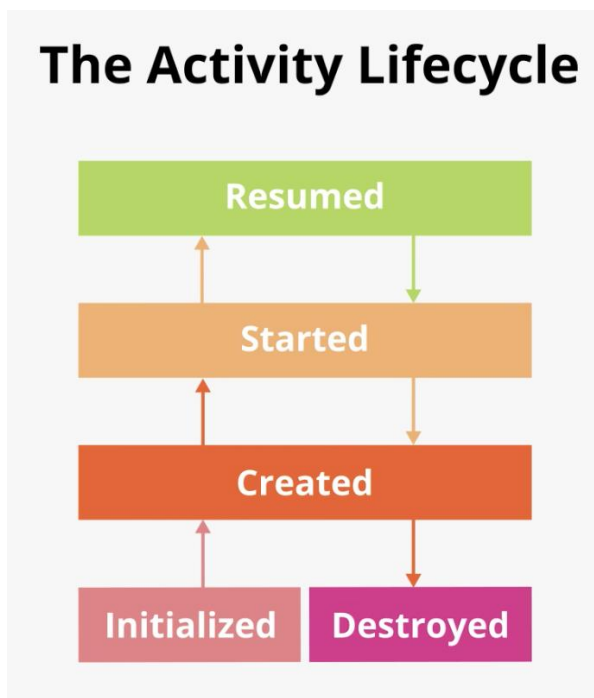 The Activity Lifecycle
Resumed
Started
Created
Initialized Destroyed